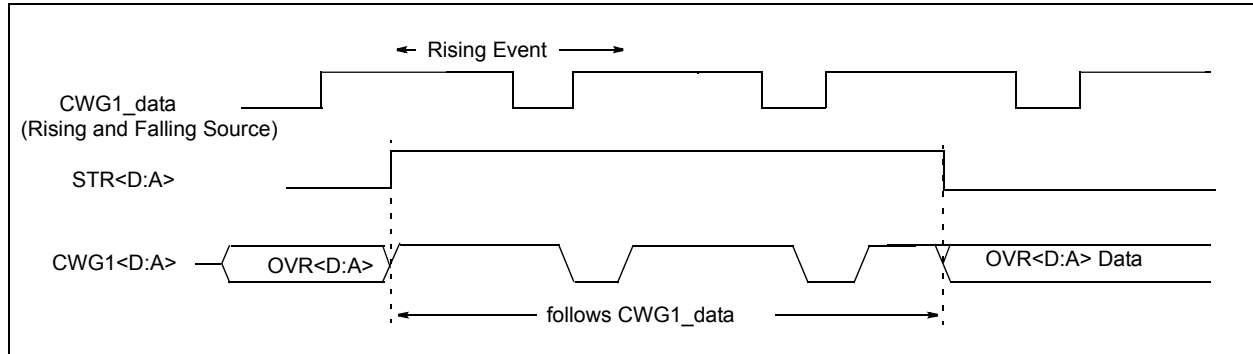 Rising Event
CWG1_data
(Rising and Falling Source)
STR<D:A>
CWG1<D:A>
OVR<D:A>
OVR<D:A> Data
follows CWG1_data